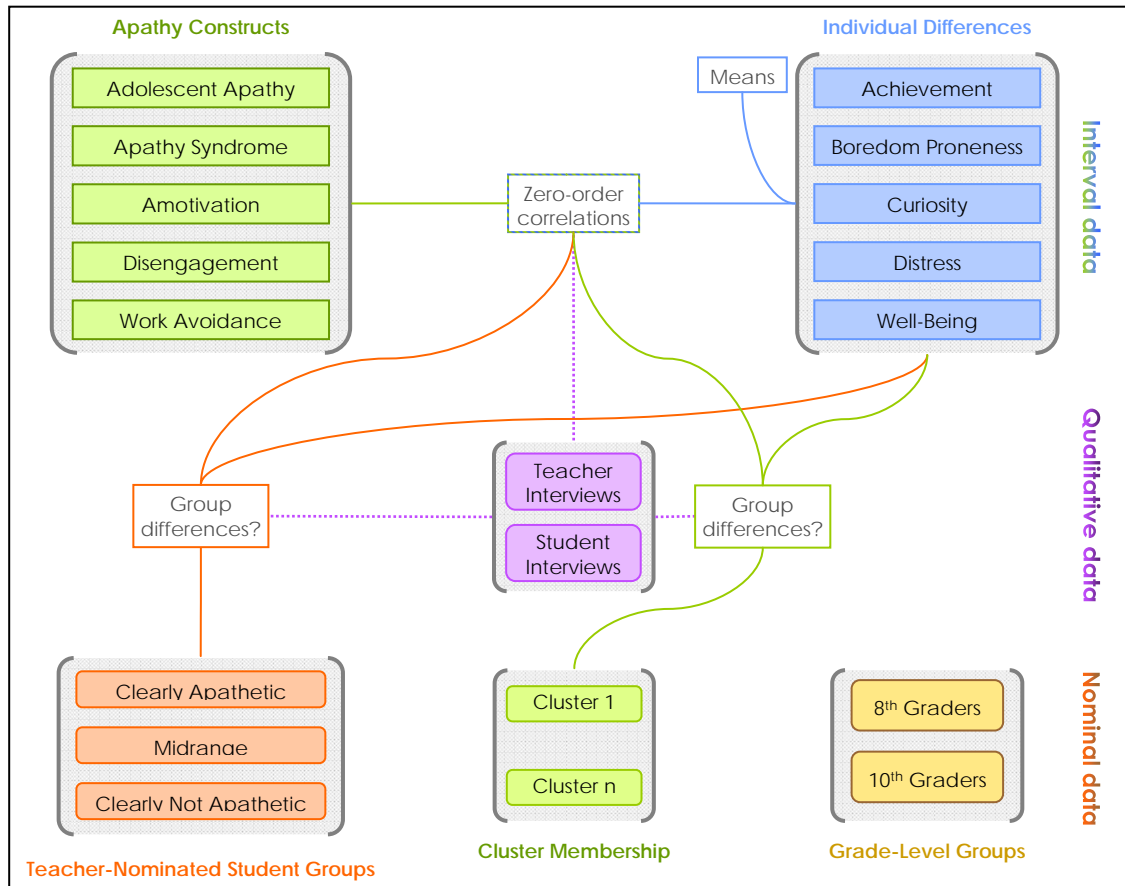 Apathy Constructs
Individual Differences
Means
Adolescent Apathy
Apathy Syndrome
Amotivation
Disengagement
Work Avoidance
Zero-order
correlations
Achievement
Boredom Proneness
Curiosity
Distress
Well-Being
Interval data
Group
differences?
Teacher
Interviews
Student
Interviews
Group
differences?
Qualitative data
Clearly Apathetic
Midrange
Clearly Not Apathetic
Cluster 1
Cluster n
8th Graders
10th Graders
Nominal data
Teacher-Nominated Student Groups
Cluster Membership
Grade-Level Groups